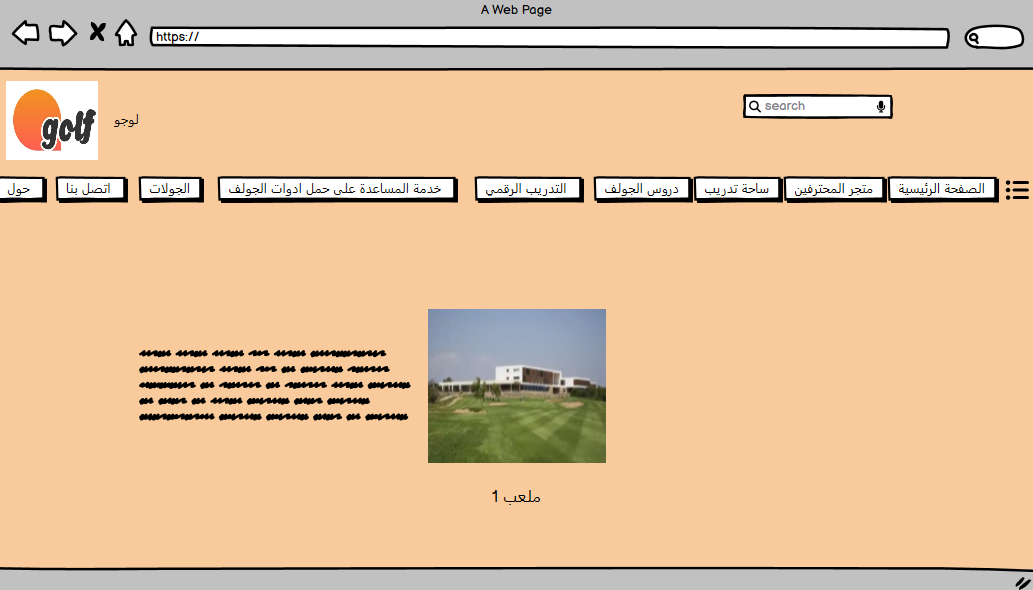 A Web Page
https://
golf
لوجو
search
الصفحة الرئيسية
متجر المحترفين
ساحة تدريب
دروس الجولف
التدريب الرقمي
خدمة المساعدة على حمل ادوات الجولف
الجولات
اتصل بنا
حول
ملعب 1